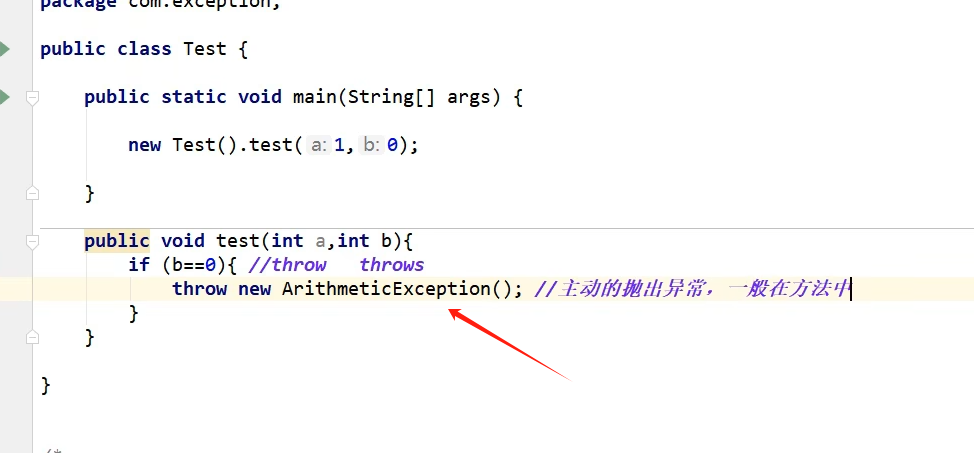 package com.exception;
public class Test {
public static void main(String[] args) {
new Test().test( a: 1, b: 0);
}
public void test(int a,int b){
if (b==0){ //throw throws
throw new ArithmeticException(); //主动的抛出异常，一般在方法中
}
}
}
/*